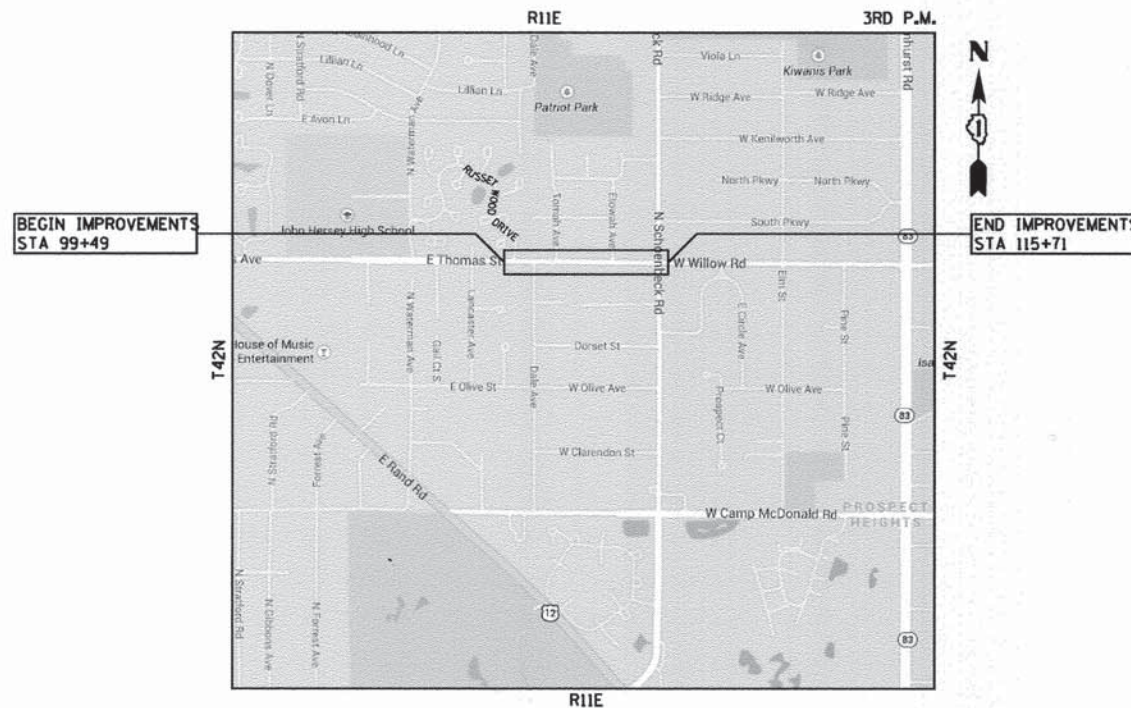 R11E
3RD P.M.
N
BEGIN IMPROVEMENTS
STA 99+49
END IMPROVEMENTS
STA 115+71
T42N
T42N
R11E
N Stratford Rd
N Dover Ln
Lillian Ln
E Avon Ln
N Waterman Ave
Lillian Ln
Dale Ave
Patriot Park
Viola Ln
Kiwanis Park
W Ridge Ave
W Ridge Ave
W Kenilworth Ave
North Pkwy
North Pkwy
South Pkwy
RUSSET WOOD DRIVE
John Hersey High School
Etowah Ave
N Schoenbeck Rd
83
s Ave
E Thomas St
W Willow Rd
Elm St
N Waterman Ave
Gail Ct S
Lancaster Ave
Dale Ave
E Circle Ave
Pine St
House of Music
Entertainment
Dorset St
isa
E Olive St
W Olive Ave
W Olive Ave
Prospect Ct
Pine St
83
N Stratford Rd
Forrest Ave
E Rand Rd
W Clarendon St
W Camp McDonald Rd
PROSPECT
HEIGHTS
N Stratford Rd
N Gibbons Ave
N Forrest Ave
12
83